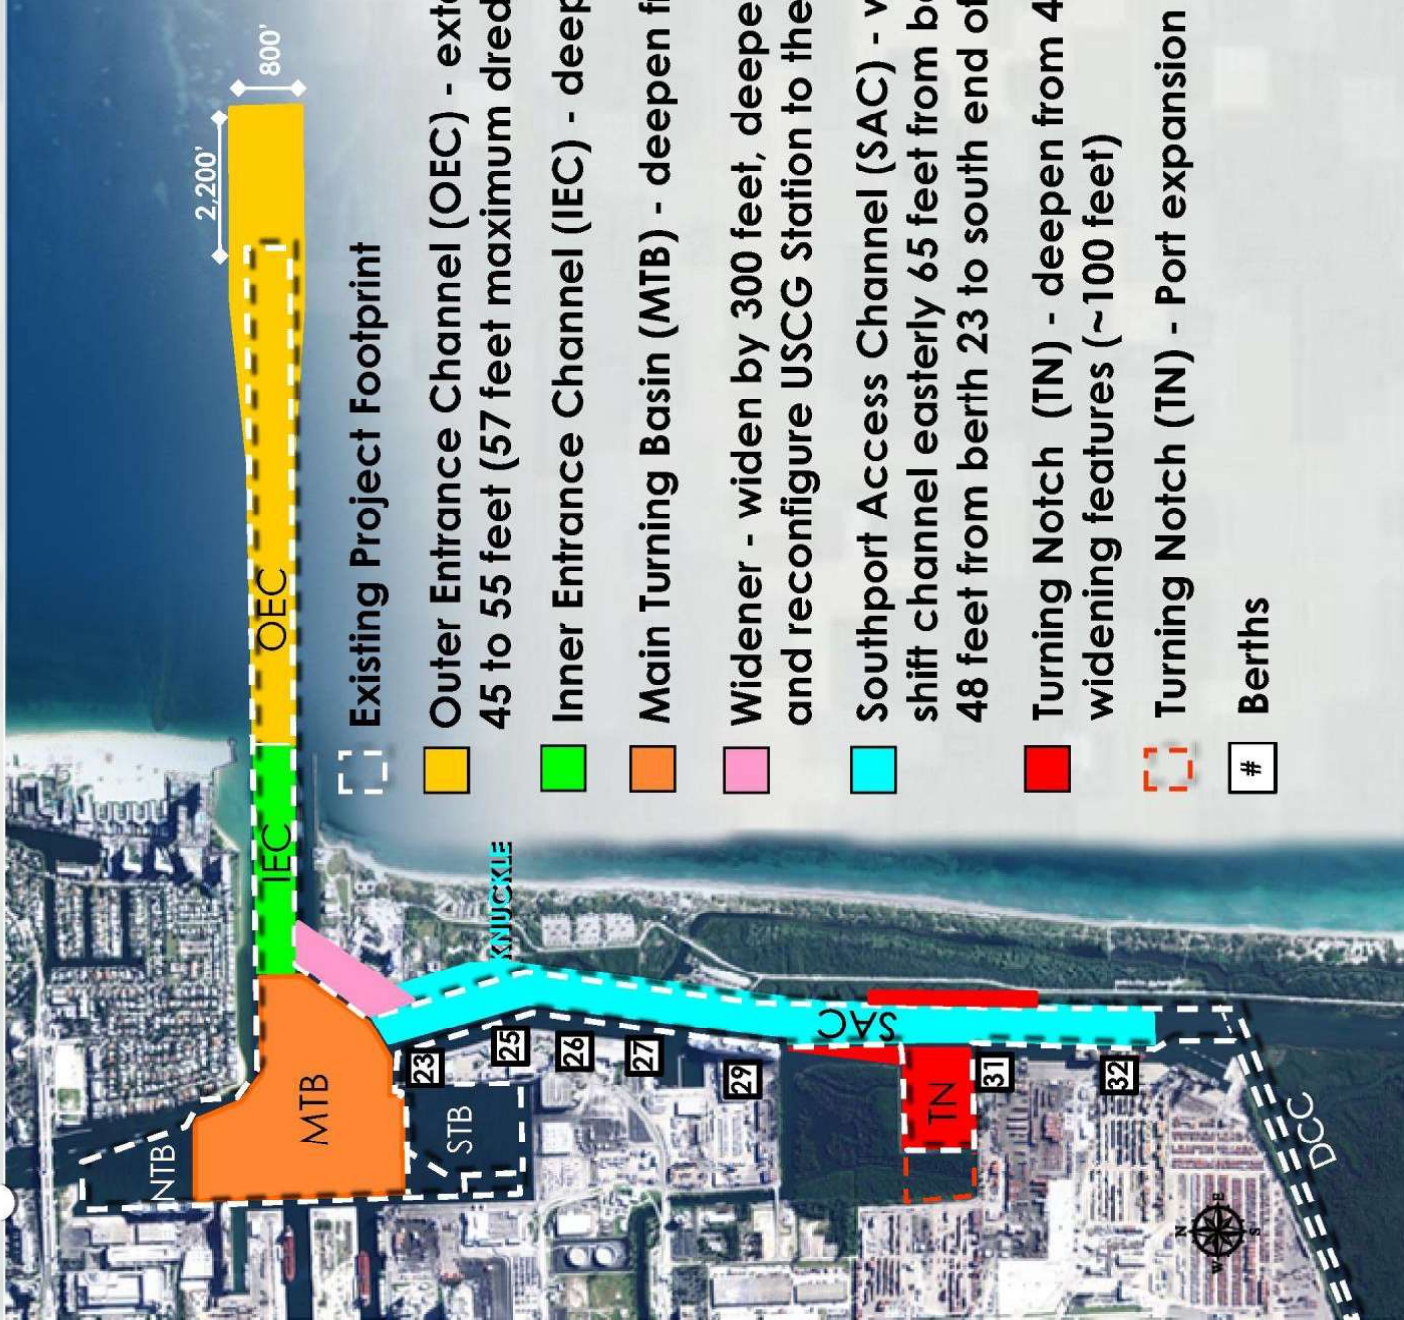 800'
2,200'
OEC
IEC
MTB
NTB
STB
KNUCKLE
SAC
TN
DCC
23
25
26
27
29
31
32
N
E
S
W
Existing Project Footprint
Outer Entrance Channel (OEC) - exte
45 to 55 feet (57 feet maximum dred
Inner Entrance Channel (IEC) - deep
Main Turning Basin (MTB) - deepen f
Widener - widen by 300 feet, deepe
and reconfigure USCG Station to the
Southport Access Channel (SAC) - w
shift channel easterly 65 feet from be
48 feet from berth 23 to south end of
Turning Notch (TN) - deepen from 4
widening features (~100 feet)
Turning Notch (TN) - Port expansion
# Berths